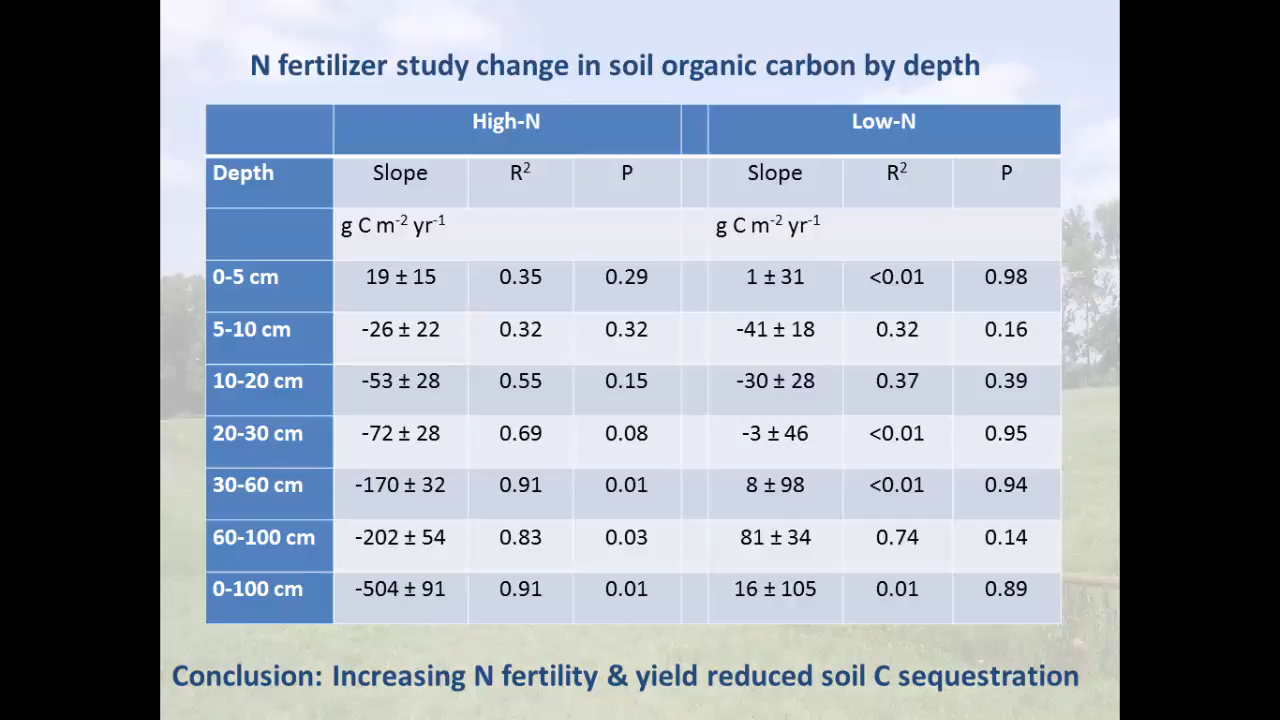 N fertilizer study change in soil organic carbon by depth
High-N Low-N
Depth Slope R² P Slope R² P
g C m⁻² yr⁻¹ g C m⁻² yr⁻¹
0-5 cm 19 ± 15 0.35 0.29 1 ± 31 <0.01 0.98
5-10 cm -26 ± 22 0.32 0.32 -41 ± 18 0.32 0.16
10-20 cm -53 ± 28 0.55 0.15 -30 ± 28 0.37 0.39
20-30 cm -72 ± 28 0.69 0.08 -3 ± 46 <0.01 0.95
30-60 cm -170 ± 32 0.91 0.01 8 ± 98 <0.01 0.94
60-100 cm -202 ± 54 0.83 0.03 81 ± 34 0.74 0.14
0-100 cm -504 ± 91 0.91 0.01 16 ± 105 0.01 0.89
Conclusion: Increasing N fertility & yield reduced soil C sequestration